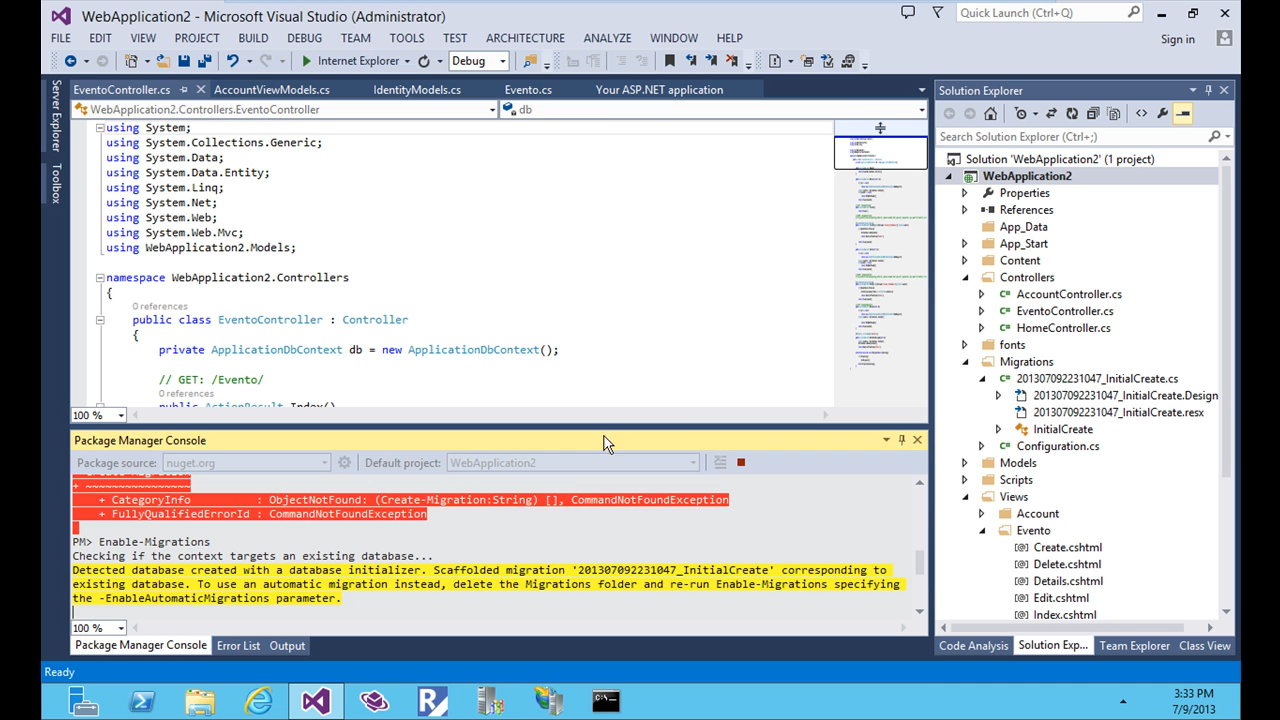 WebApplication2 - Microsoft Visual Studio (Administrator)
Quick Launch (Ctrl+Q)
FILE EDIT VIEW PROJECT BUILD DEBUG TEAM TOOLS TEST ARCHITECTURE ANALYZE WINDOW HELP
Sign in
Internet Explorer Debug
Server Explorer
Toolbox
EventoController.cs AccountViewModels.cs IdentityModels.cs Evento.cs Your ASP.NET application
WebApplication2.Controllers.EventoController db
using System;
using System.Collections.Generic;
using System.Data;
using System.Data.Entity;
using System.Linq;
using System.Net;
using System.Web;
using System.Web.Mvc;
using WebApplication2.Models;
namespace WebApplication2.Controllers
{
0 references
public class EventoController : Controller
{
private ApplicationDbContext db = new ApplicationDbContext();
// GET: /Evento/
0 references
public ActionResult Index()
100 %
Package Manager Console
Package source: nuget.org Default project: WebApplication2
+ ~~~~~~~~~~~~~~~~
+ CategoryInfo : ObjectNotFound: (Create-Migration:String) [], CommandNotFoundException
+ FullyQualifiedErrorId : CommandNotFoundException
PM> Enable-Migrations
Checking if the context targets an existing database...
Detected database created with a database initializer. Scaffolded migration '201307092231047_InitialCreate' corresponding to
existing database. To use an automatic migration instead, delete the Migrations folder and re-run Enable-Migrations specifying
the -EnableAutomaticMigrations parameter.
100 %
Package Manager Console Error List Output
Solution Explorer
Search Solution Explorer (Ctrl+;)
Solution 'WebApplication2' (1 project)
WebApplication2
Properties
References
App_Data
App_Start
Content
Controllers
AccountController.cs
EventoController.cs
HomeController.cs
fonts
Migrations
201307092231047_InitialCreate.cs
201307092231047_InitialCreate.Design
201307092231047_InitialCreate.resx
InitialCreate
Configuration.cs
Models
Scripts
Views
Account
Evento
Create.cshtml
Delete.cshtml
Details.cshtml
Edit.cshtml
Index.cshtml
Code Analysis Solution Exp... Team Explorer Class View
Ready
3:33 PM
7/9/2013